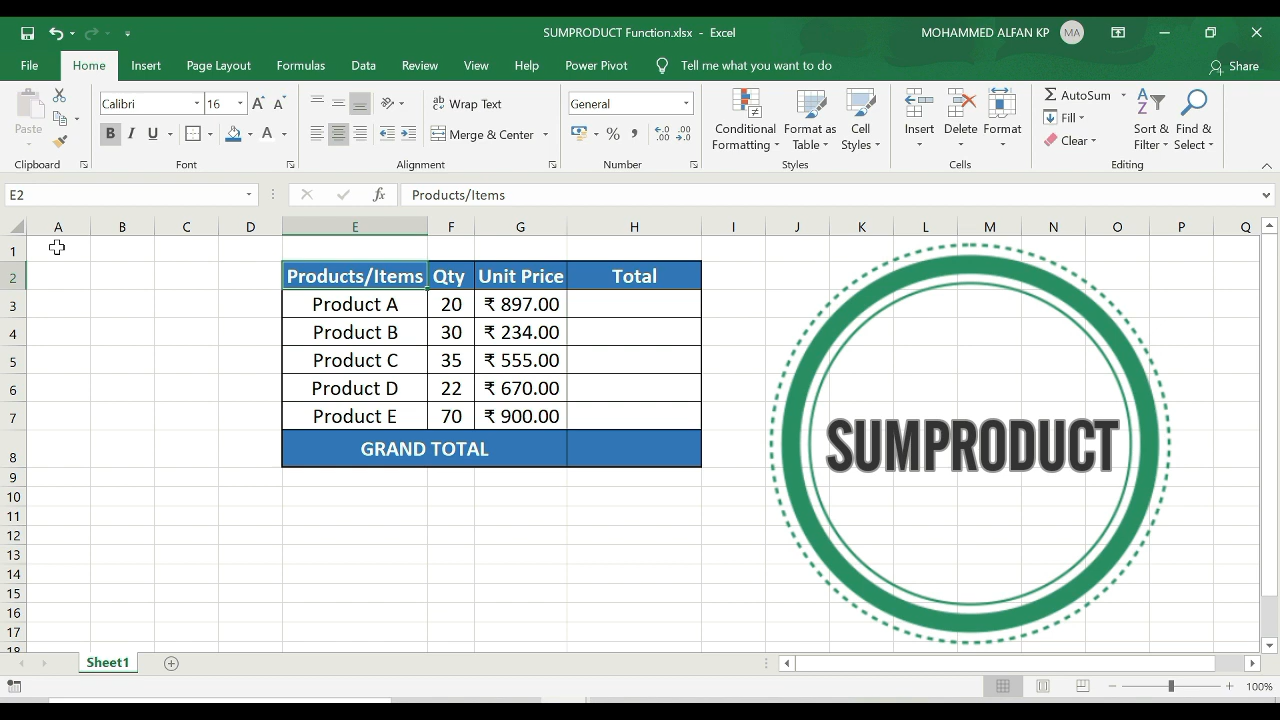 SUMPRODUCT Function.xlsx - Excel
MOHAMMED ALFAN KP
MA
File Home Insert Page Layout Formulas Data Review View Help Power Pivot Tell me what you want to do Share
Paste
Calibri 16
B I U A
ab Wrap Text
Merge & Center
General
% ,
Conditional Formatting
Format as Table
Cell Styles
Insert
Delete
Format
AutoSum
Fill
Clear
Sort & Filter
Find & Select
Clipboard Font Alignment Number Styles Cells Editing
E2 fx Products/Items
A B C D E F G H I J K L M N O P Q
1
2 Products/Items Qty Unit Price Total
3 Product A 20 ₹ 897.00
4 Product B 30 ₹ 234.00
5 Product C 35 ₹ 555.00
6 Product D 22 ₹ 670.00
7 Product E 70 ₹ 900.00
8 GRAND TOTAL
9
10
11
12
13
14
15
16
17
18
SUMPRODUCT
Sheet1
100%